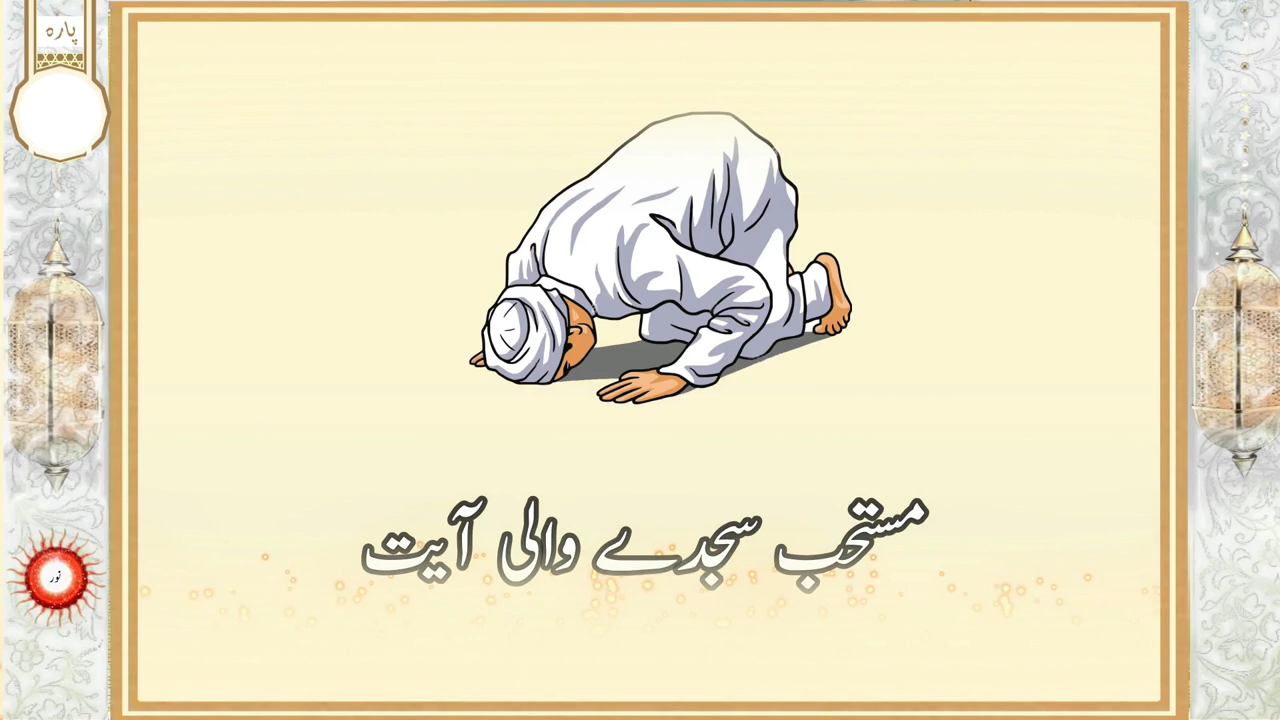 پارہ
مستحب سجدے والی آیت
نور